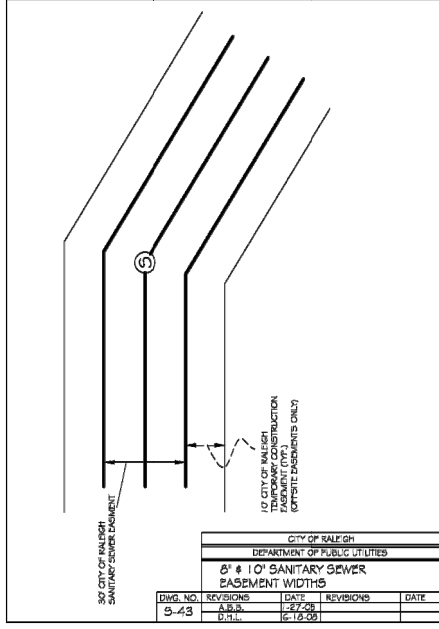 S
30' CITY OF RALEIGH
SANITARY SEWER EASMENT
10' CITY OF RALEIGH
TEMPORARY CONSTRUCTION
EASEMENT (TYP.)
(OFFSITE EASEMENTS ONLY)
CITY OF RALEIGH
DEPARTMENT OF PUBLIC UTILITIES
8" & 10" SANITARY SEWER
EASEMENT WIDTHS
DWG. NO. REVISIONS DATE REVISIONS DATE
S-43 A.B.B. 1-27-05
D.H.L. 6-18-08